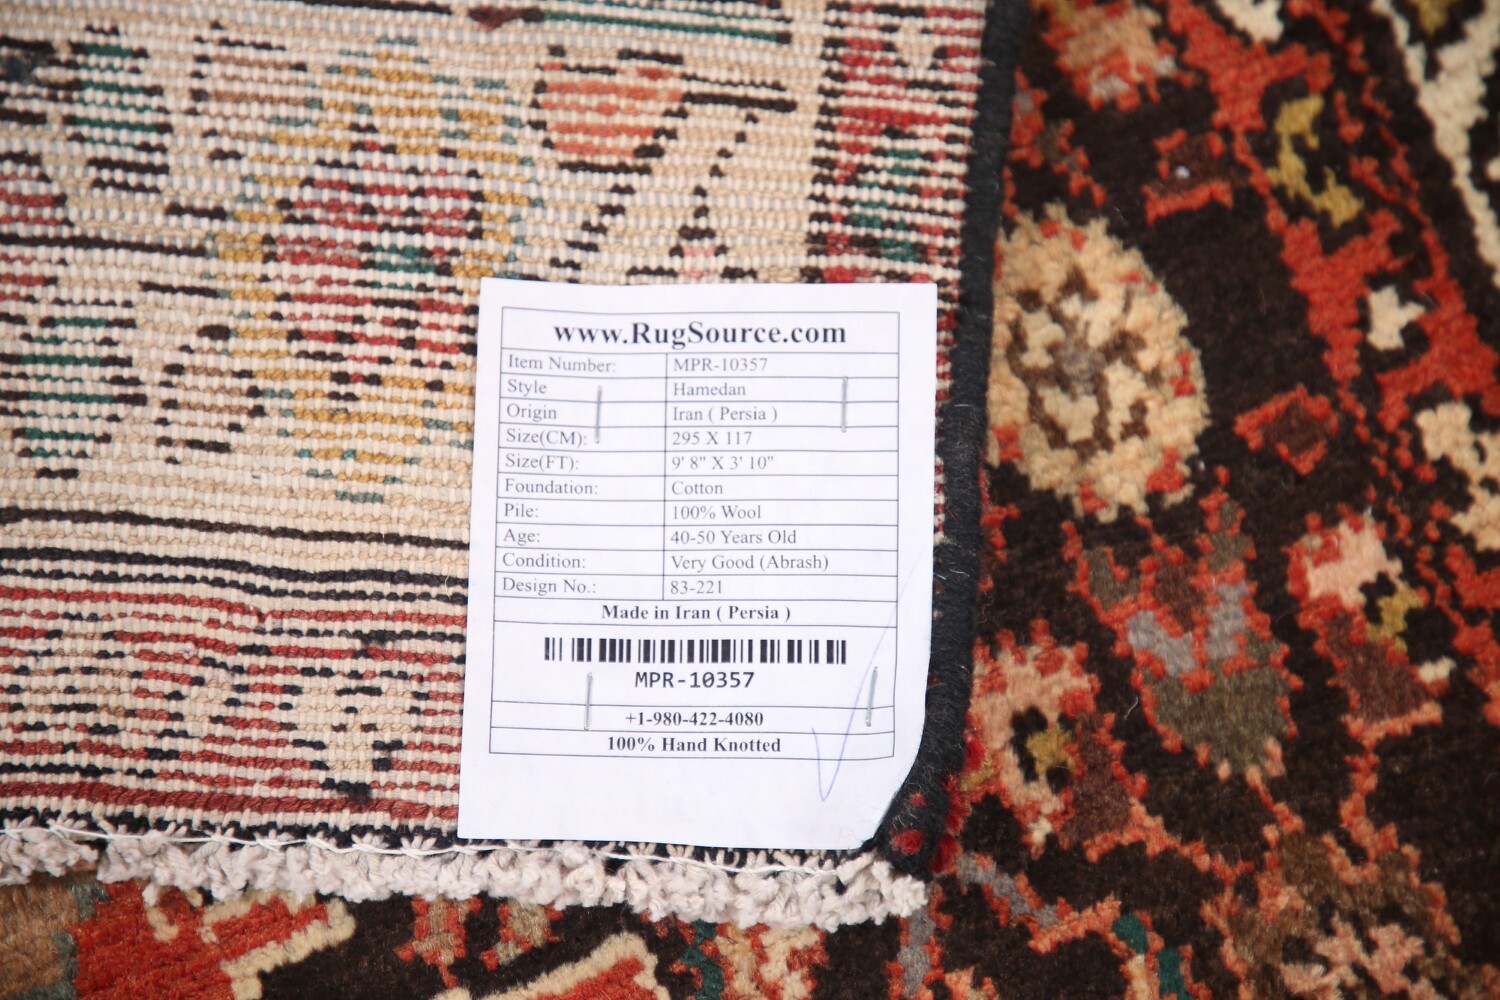 www.RugSource.com
Item Number: MPR-10357
Style Hamedan
Origin Iran ( Persia )
Size(CM): 295 X 117
Size(FT): 9' 8" X 3' 10"
Foundation: Cotton
Pile: 100% Wool
Age: 40-50 Years Old
Condition: Very Good (Abrash)
Design No.: 83-221
Made in Iran ( Persia )
MPR-10357
+1-980-422-4080
100% Hand Knotted